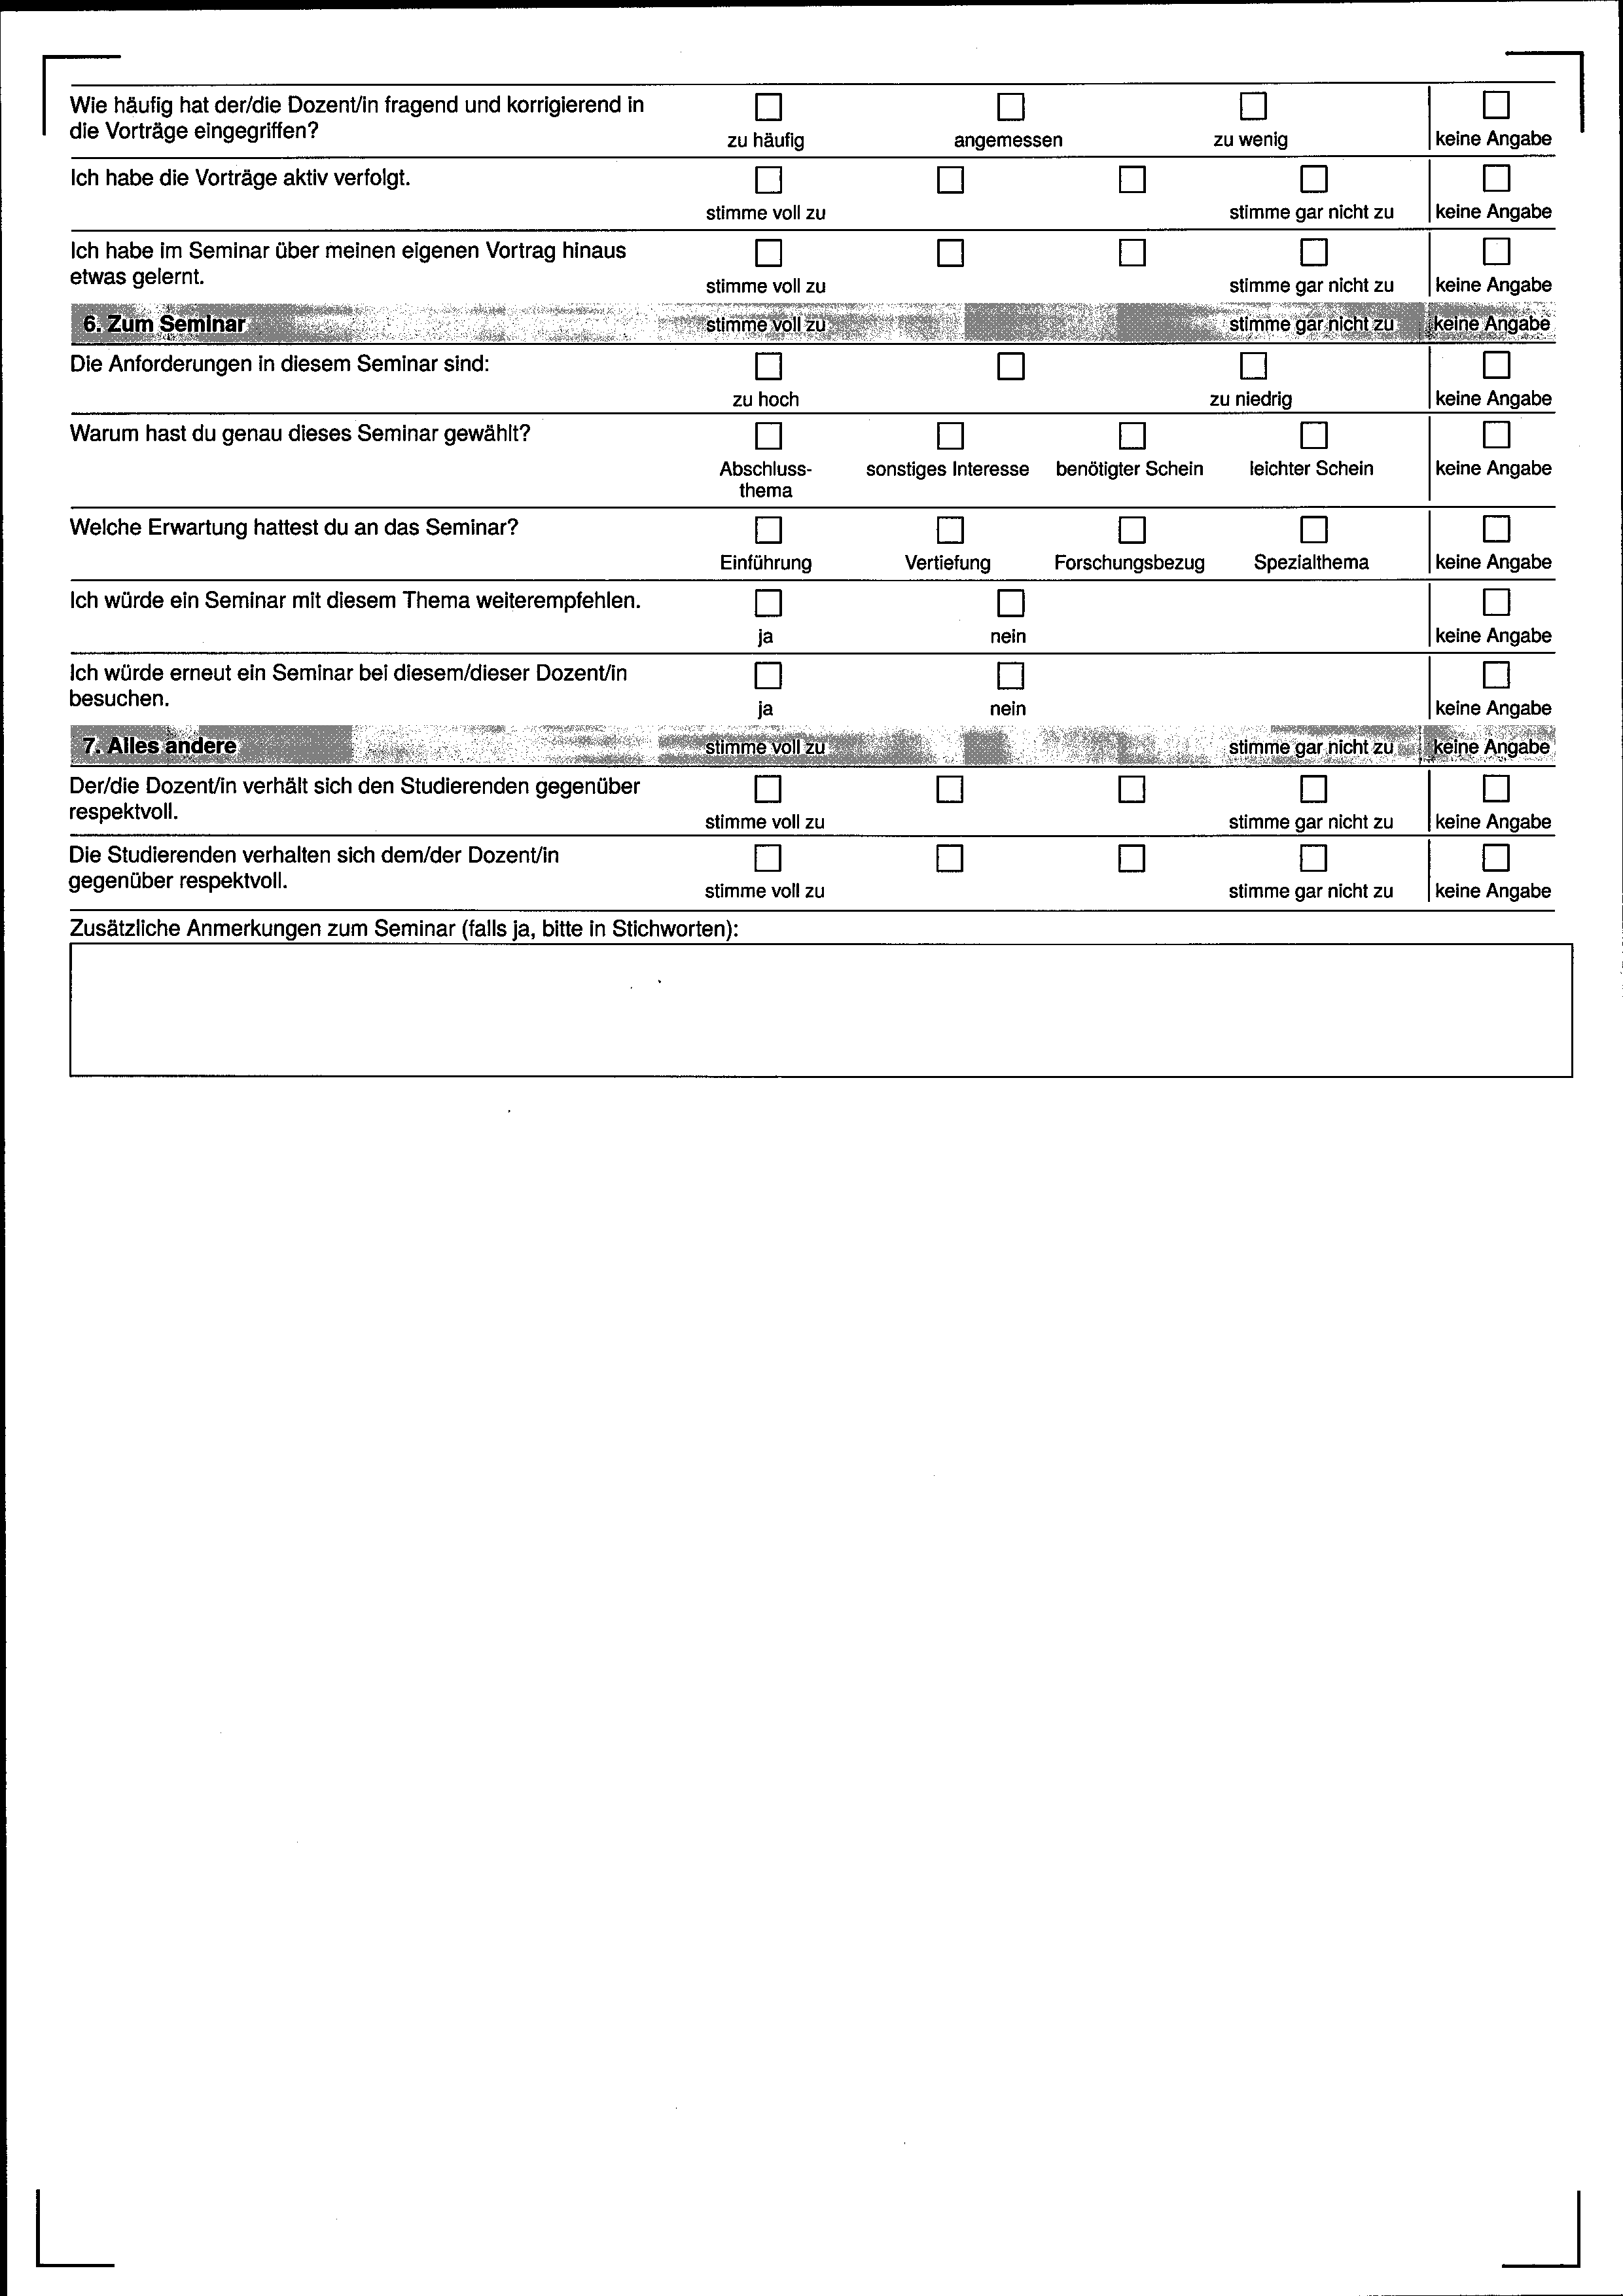 Wie häufig hat der/die Dozent/in fragend und korrigierend in
die Vorträge eingegriffen?
zu häufig angemessen zu wenig keine Angabe
Ich habe die Vorträge aktiv verfolgt.
stimme voll zu stimme gar nicht zu keine Angabe
Ich habe im Seminar über meinen eigenen Vortrag hinaus
etwas gelernt.
stimme voll zu stimme gar nicht zu keine Angabe
6. Zum Seminar stimme voll zu stimme gar nicht zu keine Angabe
Die Anforderungen in diesem Seminar sind:
zu hoch zu niedrig keine Angabe
Warum hast du genau dieses Seminar gewählt?
Abschluss- sonstiges Interesse benötigter Schein leichter Schein keine Angabe
thema
Welche Erwartung hattest du an das Seminar?
Einführung Vertiefung Forschungsbezug Spezialthema keine Angabe
Ich würde ein Seminar mit diesem Thema weiterempfehlen.
ja nein keine Angabe
Ich würde erneut ein Seminar bei diesem/dieser Dozent/in
besuchen.
ja nein keine Angabe
7. Alles andere stimme voll zu stimme gar nicht zu keine Angabe
Der/die Dozent/in verhält sich den Studierenden gegenüber
respektvoll.
stimme voll zu stimme gar nicht zu keine Angabe
Die Studierenden verhalten sich dem/der Dozent/in
gegenüber respektvoll.
stimme voll zu stimme gar nicht zu keine Angabe
Zusätzliche Anmerkungen zum Seminar (falls ja, bitte in Stichworten):